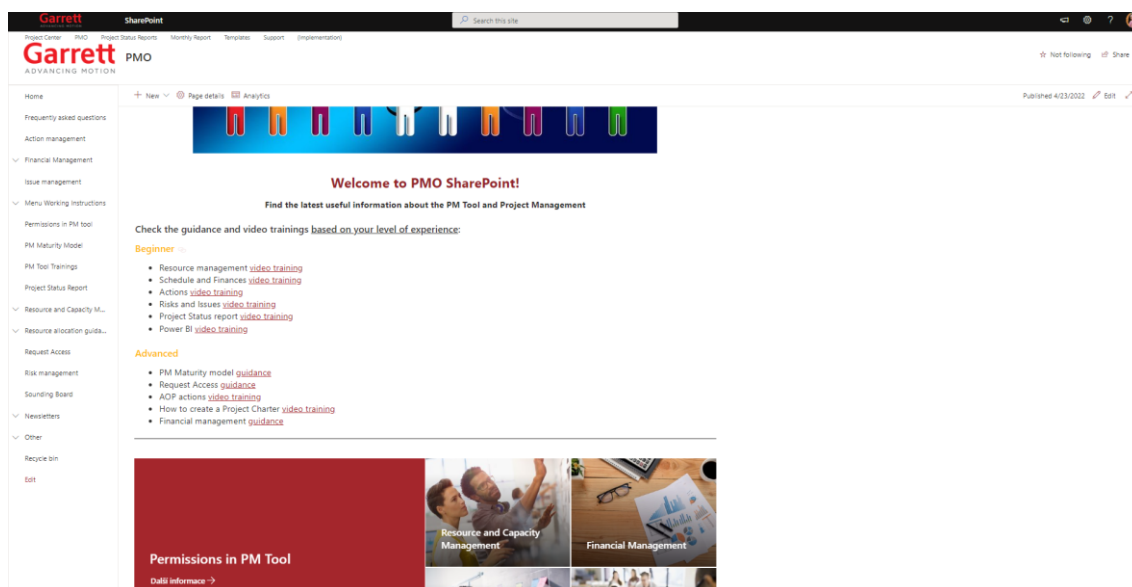 Garrett
ADVANCING MOTION
SharePoint
Search this site
?
Project Center PMO Project Status Reports Monthly Report Templates Support (Implementation)
Garrett
ADVANCING MOTION
PMO
Not following Share
Home
Frequently asked questions
Action management
Financial Management
Issue management
Menu Working Instructions
Permissions in PM tool
PM Maturity Model
PM Tool Trainings
Project Status Report
Resource and Capacity M...
Resource allocation guida...
Request Access
Risk management
Sounding Board
Newsletters
Other
Recycle bin
Edit
+ New Page details Analytics
Published 4/23/2022 Edit
Welcome to PMO SharePoint!
Find the latest useful information about the PM Tool and Project Management
Check the guidance and video trainings based on your level of experience:
Beginner
• Resource management video training
• Schedule and Finances video training
• Actions video training
• Risks and Issues video training
• Project Status report video training
• Power BI video training
Advanced
• PM Maturity model guidance
• Request Access guidance
• AOP actions video training
• How to create a Project Charter video training
• Financial management guidance
Permissions in PM Tool
Další informace →
Resource and Capacity
Management
Financial Management